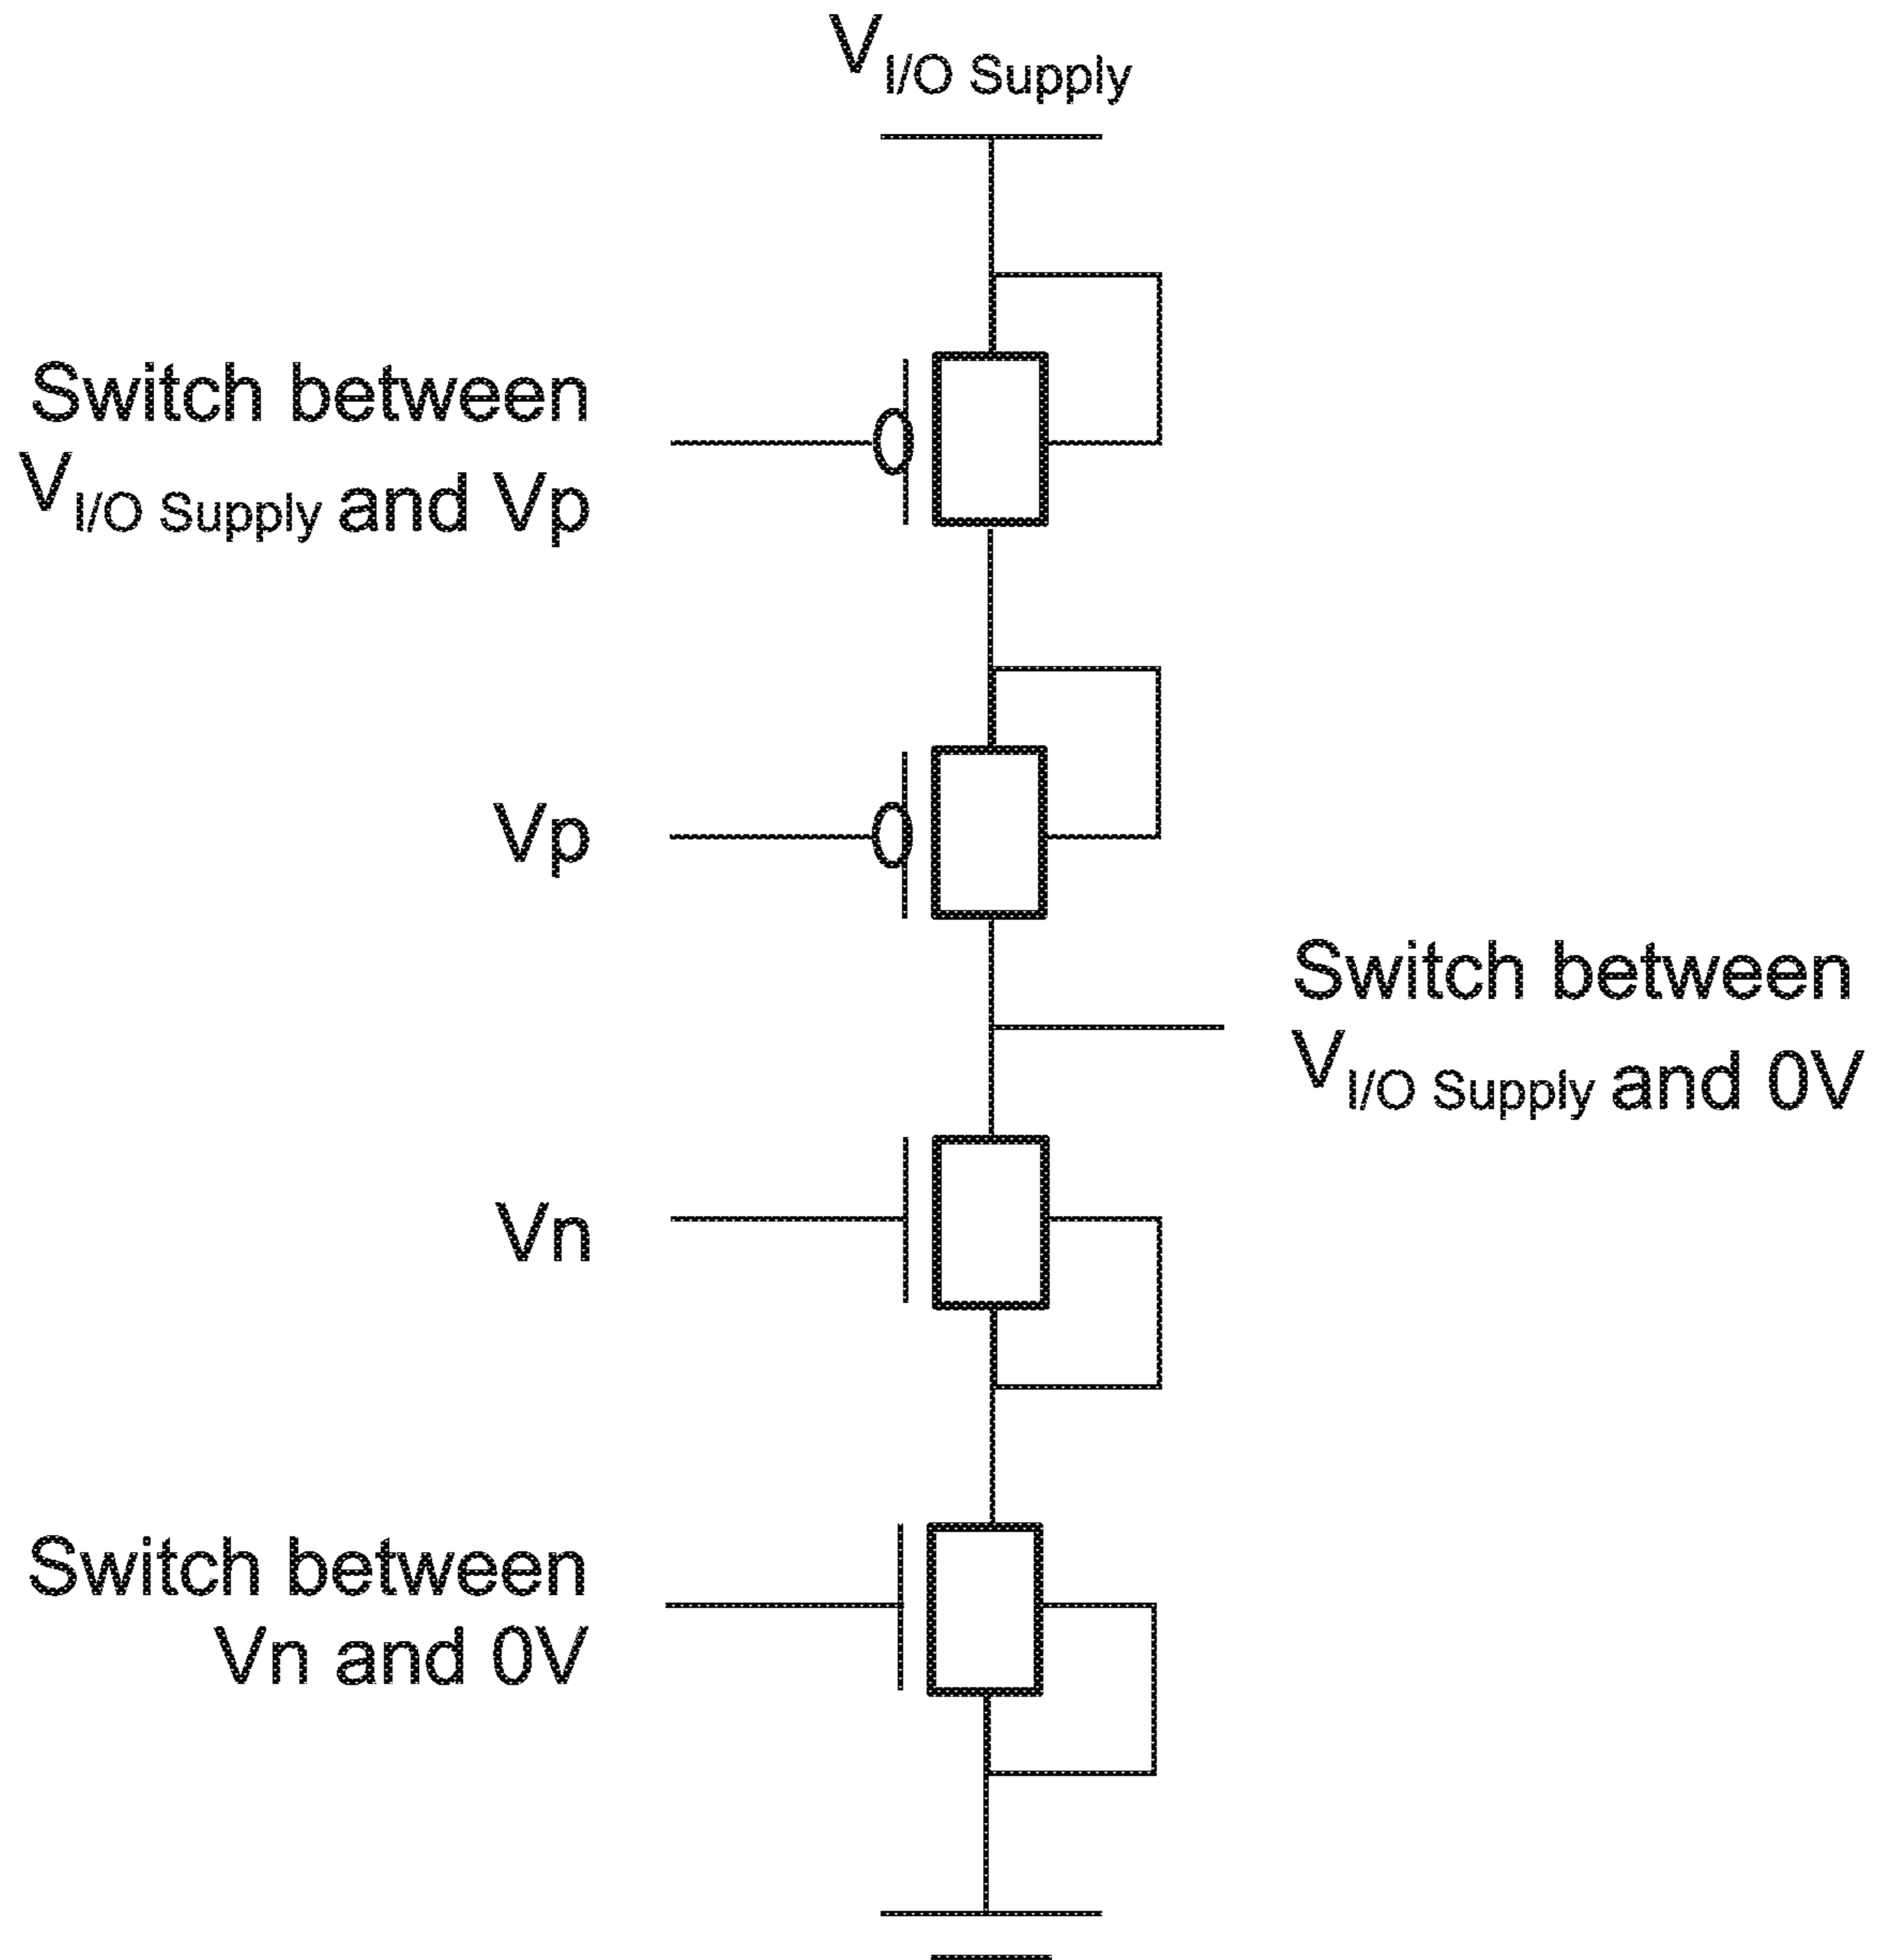 V I/O Supply
Switch between
V I/O Supply and Vp
Vp
Switch between
V I/O Supply and 0V
Vn
Switch between
Vn and 0V